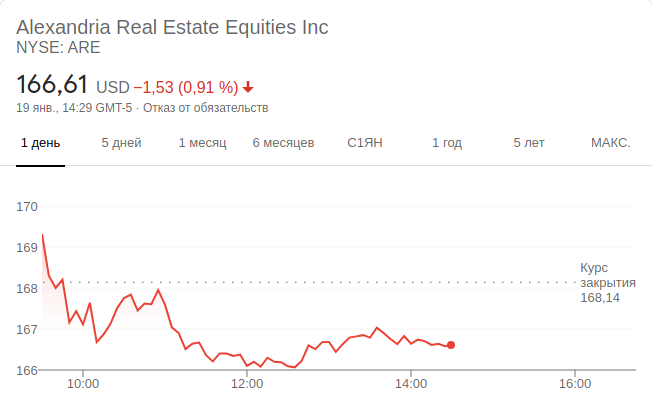 Alexandria Real Estate Equities Inc
NYSE: ARE
166,61 USD −1,53 (0,91 %)
19 янв., 14:29 GMT-5 · Отказ от обязательств
1 день 5 дней 1 месяц 6 месяцев С1ЯН 1 год 5 лет МАКС.
170
169
168
167
166
Курс
закрытия
168,14
10:00 12:00 14:00 16:00